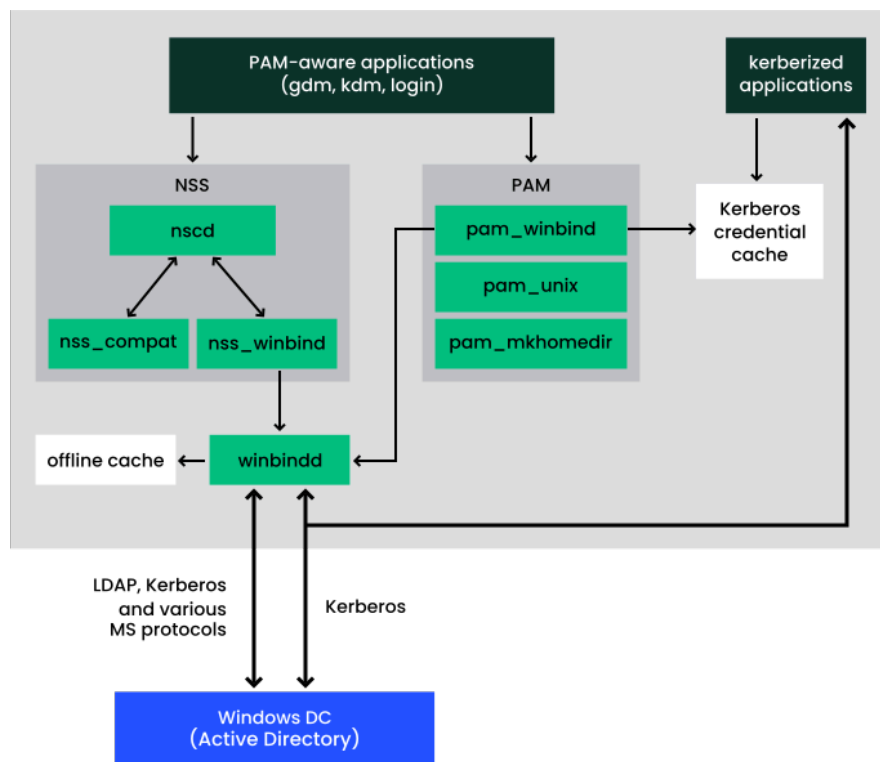 PAM-aware applications
(gdm, kdm, login)
kerberized
applications
NSS
PAM
nscd
pam_winbind
Kerberos
credential
cache
pam_unix
nss_compat
nss_winbind
pam_mkhomedir
offline cache
winbindd
LDAP, Kerberos
and various
MS protocols
Kerberos
Windows DC
(Active Directory)